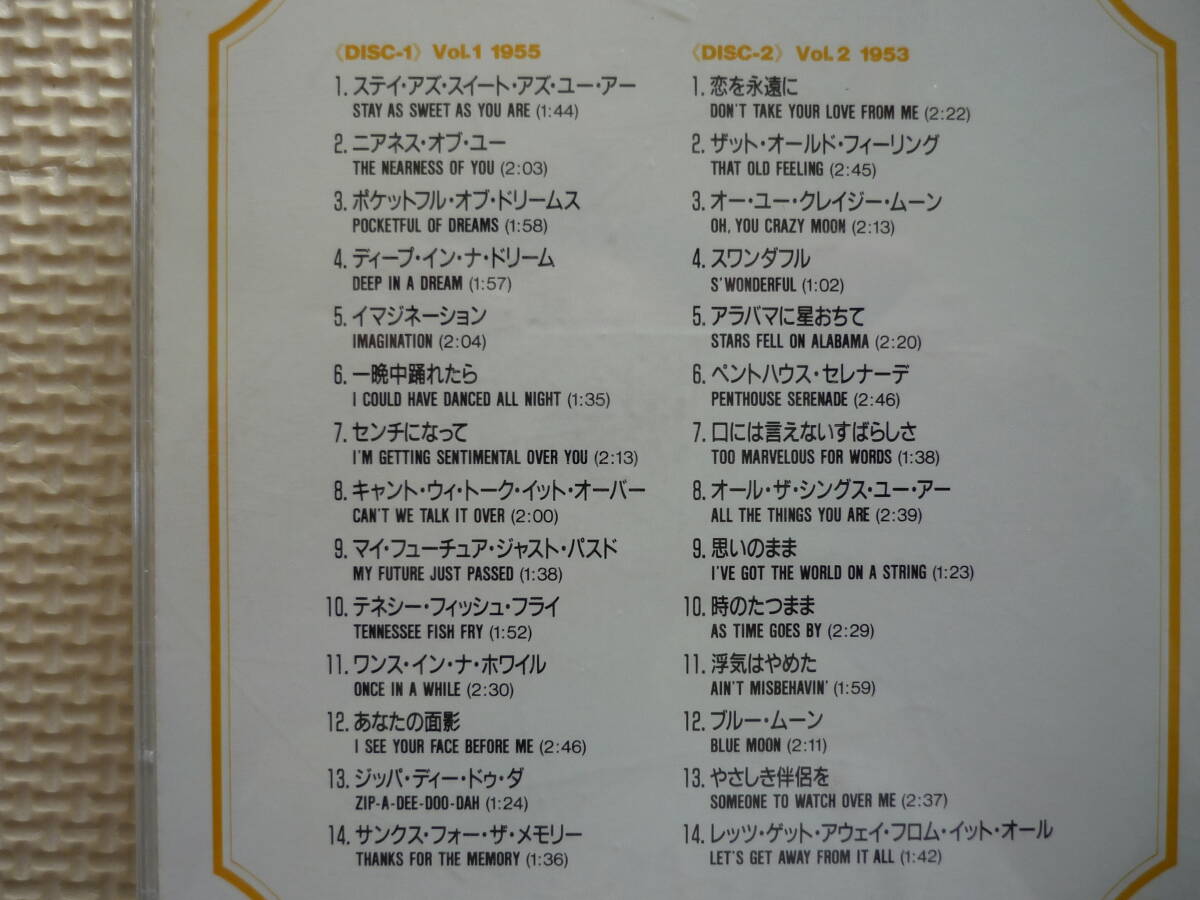 〈DISC-1〉 Vol.1 1955
1. ステイ・アズ・スイート・アズ・ユー・アー
STAY AS SWEET AS YOU ARE (1:44)
2. ニアネス・オブ・ユー
THE NEARNESS OF YOU (2:03)
3. ポケットフル・オブ・ドリームス
POCKETFUL OF DREAMS (1:58)
4. ディープ・イン・ナ・ドリーム
DEEP IN A DREAM (1:57)
5. イマジネーション
IMAGINATION (2:04)
6. 一晩中踊れたら
I COULD HAVE DANCED ALL NIGHT (1:35)
7. センチになって
I'M GETTING SENTIMENTAL OVER YOU (2:13)
8. キャント・ウィ・トーク・イット・オーバー
CAN'T WE TALK IT OVER (2:00)
9. マイ・フューチュア・ジャスト・パスド
MY FUTURE JUST PASSED (1:38)
10. テネシー・フィッシュ・フライ
TENNESSEE FISH FRY (1:52)
11. ワンス・イン・ナ・ホワイル
ONCE IN A WHILE (2:30)
12. あなたの面影
I SEE YOUR FACE BEFORE ME (2:46)
13. ジッパ・ディー・ドゥ・ダ
ZIP-A-DEE-DOO-DAH (1:24)
14. サンクス・フォー・ザ・メモリー
THANKS FOR THE MEMORY (1:36)
〈DISC-2〉 Vol.2 1953
1. 恋を永遠に
DON'T TAKE YOUR LOVE FROM ME (2:22)
2. ザット・オールド・フィーリング
THAT OLD FEELING (2:45)
3. オー・ユー・クレイジー・ムーン
OH, YOU CRAZY MOON (2:13)
4. スワンダフル
S'WONDERFUL (1:02)
5. アラバマに星おちて
STARS FELL ON ALABAMA (2:20)
6. ペントハウス・セレナーデ
PENTHOUSE SERENADE (2:46)
7. 口には言えないすばらしさ
TOO MARVELOUS FOR WORDS (1:38)
8. オール・ザ・シングス・ユー・アー
ALL THE THINGS YOU ARE (2:39)
9. 思いのまま
I'VE GOT THE WORLD ON A STRING (1:23)
10. 時のたつまま
AS TIME GOES BY (2:29)
11. 浮気はやめた
AIN'T MISBEHAVIN' (1:59)
12. ブルー・ムーン
BLUE MOON (2:11)
13. やさしき伴侶を
SOMEONE TO WATCH OVER ME (2:37)
14. レッツ・ゲット・アウェイ・フロム・イット・オール
LET'S GET AWAY FROM IT ALL (1:42)